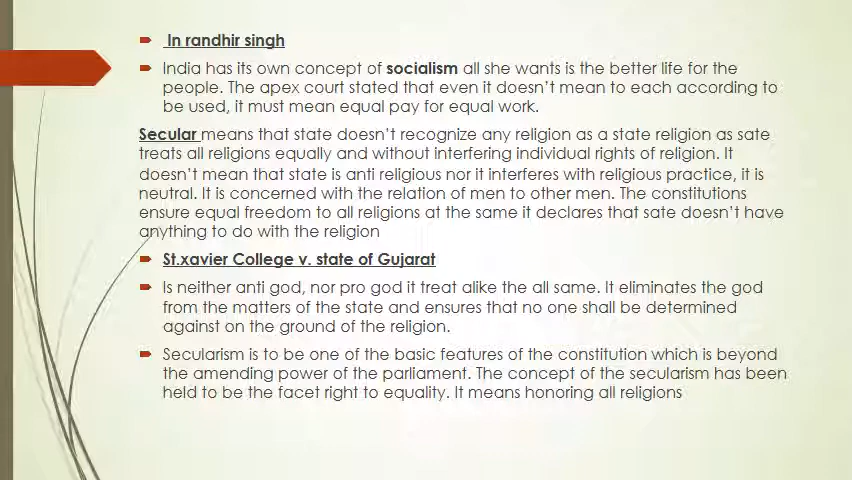 In randhir singh
India has its own concept of socialism all she wants is the better life for the
people. The apex court stated that even it doesn't mean to each according to
be used, it must mean equal pay for equal work.
Secular means that state doesn't recognize any religion as a state religion as sate
treats all religions equally and without interfering individual rights of religion. It
doesn't mean that state is anti religious nor it interferes with religious practice, it is
neutral. It is concerned with the relation of men to other men. The constitutions
ensure equal freedom to all religions at the same it declares that sate doesn't have
anything to do with the religion
St.xavier College v. state of Gujarat
Is neither anti god, nor pro god it treat alike the all same. It eliminates the god
from the matters of the state and ensures that no one shall be determined
against on the ground of the religion.
Secularism is to be one of the basic features of the constitution which is beyond
the amending power of the parliament. The concept of the secularism has been
held to be the facet right to equality. It means honoring all religions